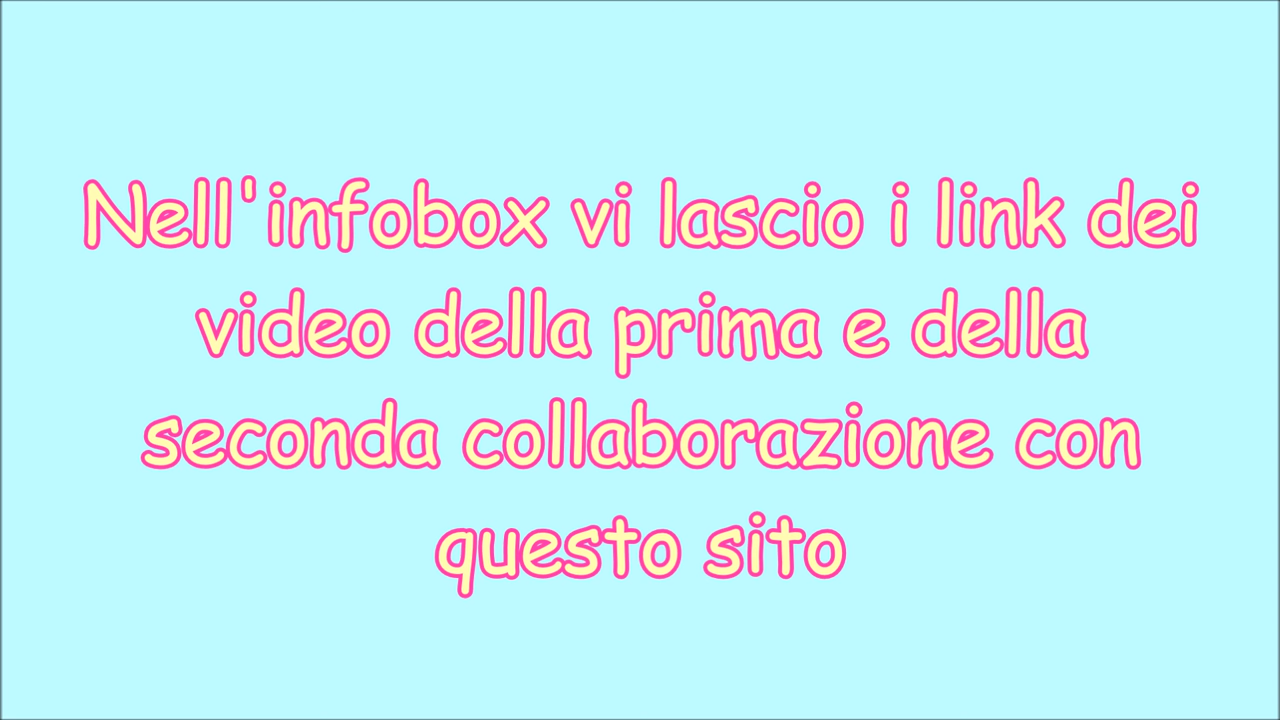 Nell'infobox vi lascio i link dei
video della prima e della
seconda collaborazione con
questo sito